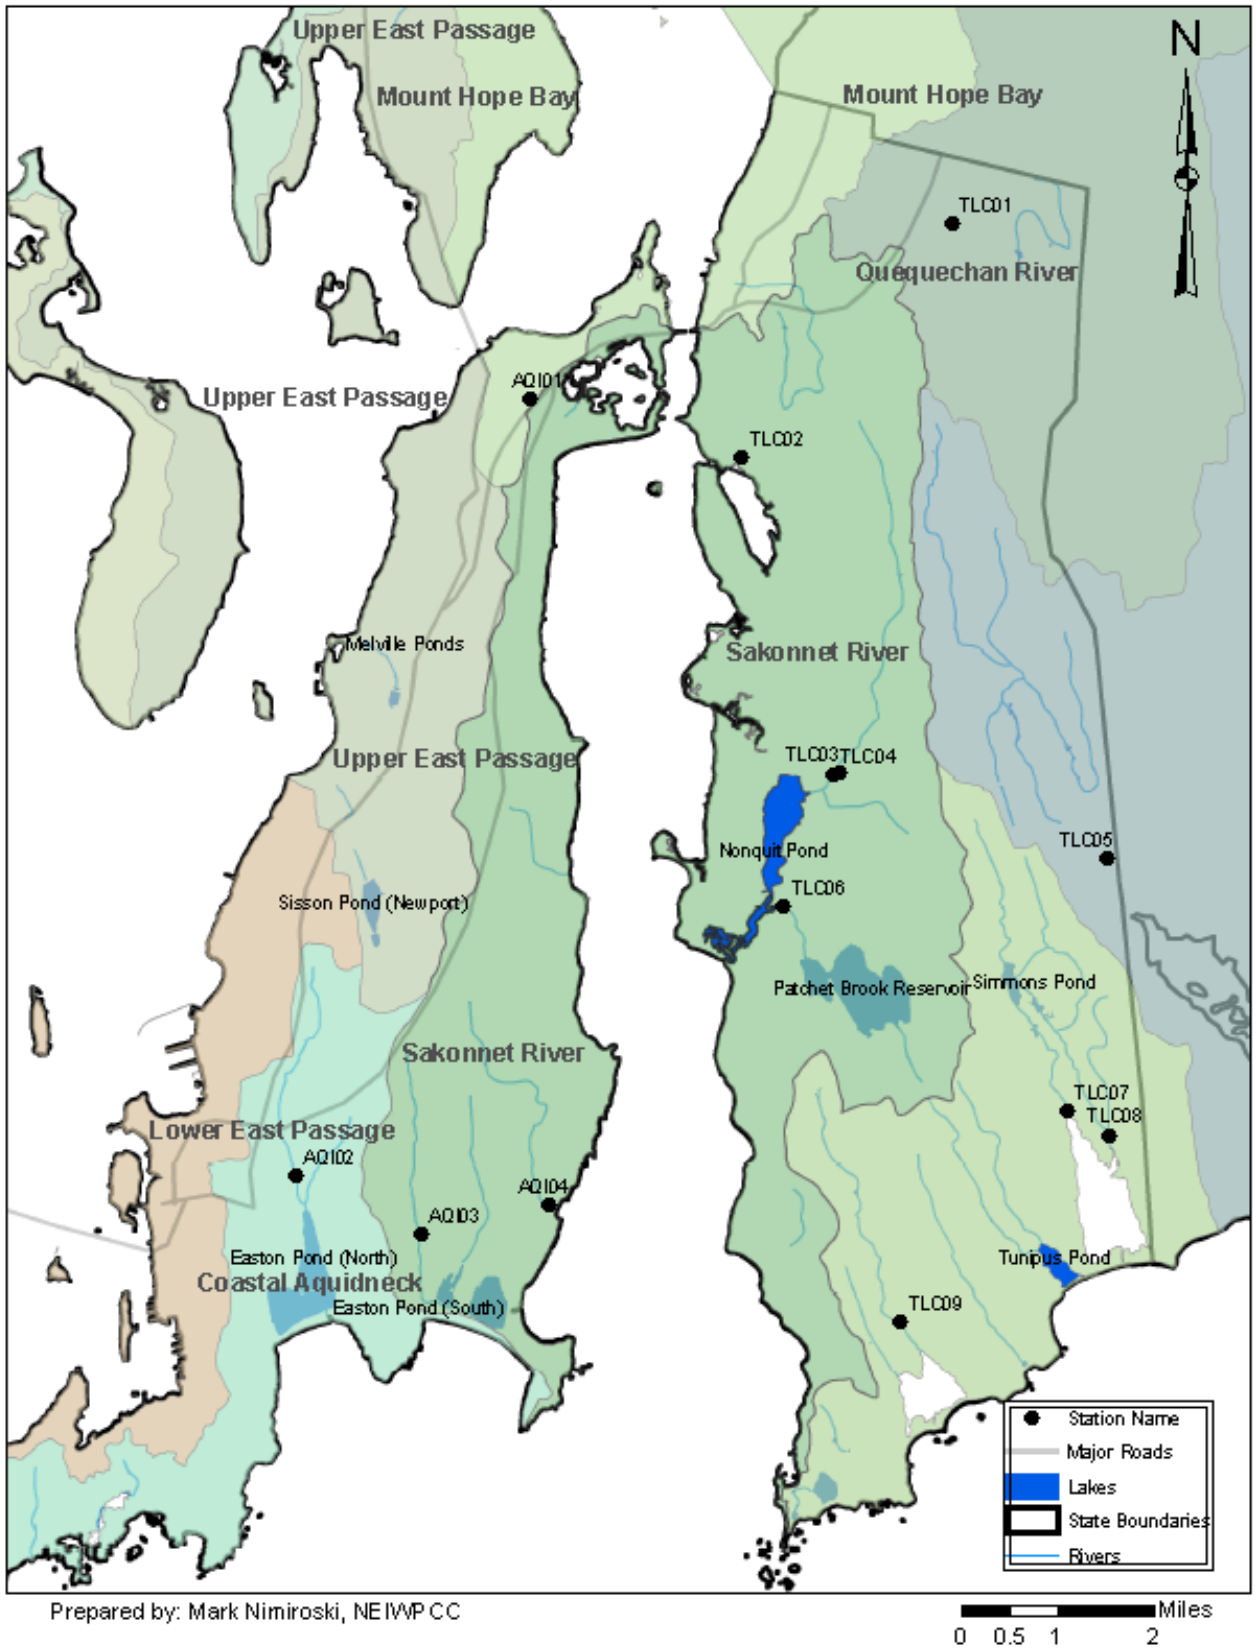 Upper East Passage
N
Mount Hope Bay
Mount Hope Bay
TLC01
Quequechan River
AQI01
Upper East Passage
TLC02
Melville Ponds
Sakonnet River
Upper East Passage
TLC03
TLC04
Nonquit Pond
TLC05
TLC06
Sisson Pond (Newport)
Patchet Brook Reservoir
Simmons Pond
Sakonnet River
TLC07
TLC08
Lower East Passage
AQI02
AQI04
AQI03
Easton Pond (North)
Tunipus Pond
Coastal Aquidneck
Easton Pond (South)
TLC09
Station Name
Major Roads
Lakes
State Boundaries
Rivers
Prepared by: Mark Nimiroski, NEIWPCC
Miles
0 0.5 1 2